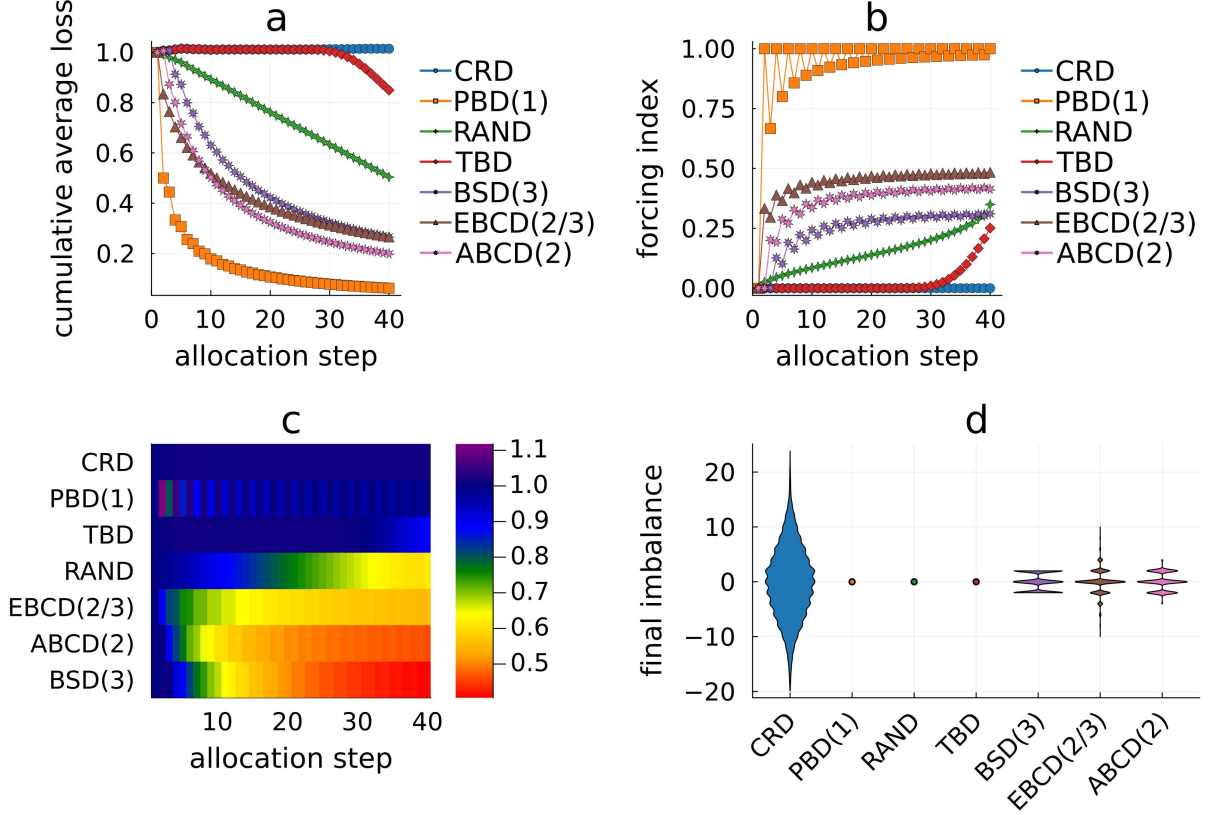 a
cumulative average loss
1.0
0.8
0.6
0.4
0.2
0 10 20 30 40
allocation step
CRD
PBD(1)
RAND
TBD
BSD(3)
EBCD(2/3)
ABCD(2)
b
forcing index
1.00
0.75
0.50
0.25
0.00
0 10 20 30 40
allocation step
CRD
PBD(1)
RAND
TBD
BSD(3)
EBCD(2/3)
ABCD(2)
c
CRD
PBD(1)
TBD
RAND
EBCD(2/3)
ABCD(2)
BSD(3)
10 20 30 40
allocation step
1.1
1.0
0.9
0.8
0.7
0.6
0.5
d
final imbalance
20
10
0
−10
−20
CRD
PBD(1)
RAND
TBD
BSD(3)
EBCD(2/3)
ABCD(2)